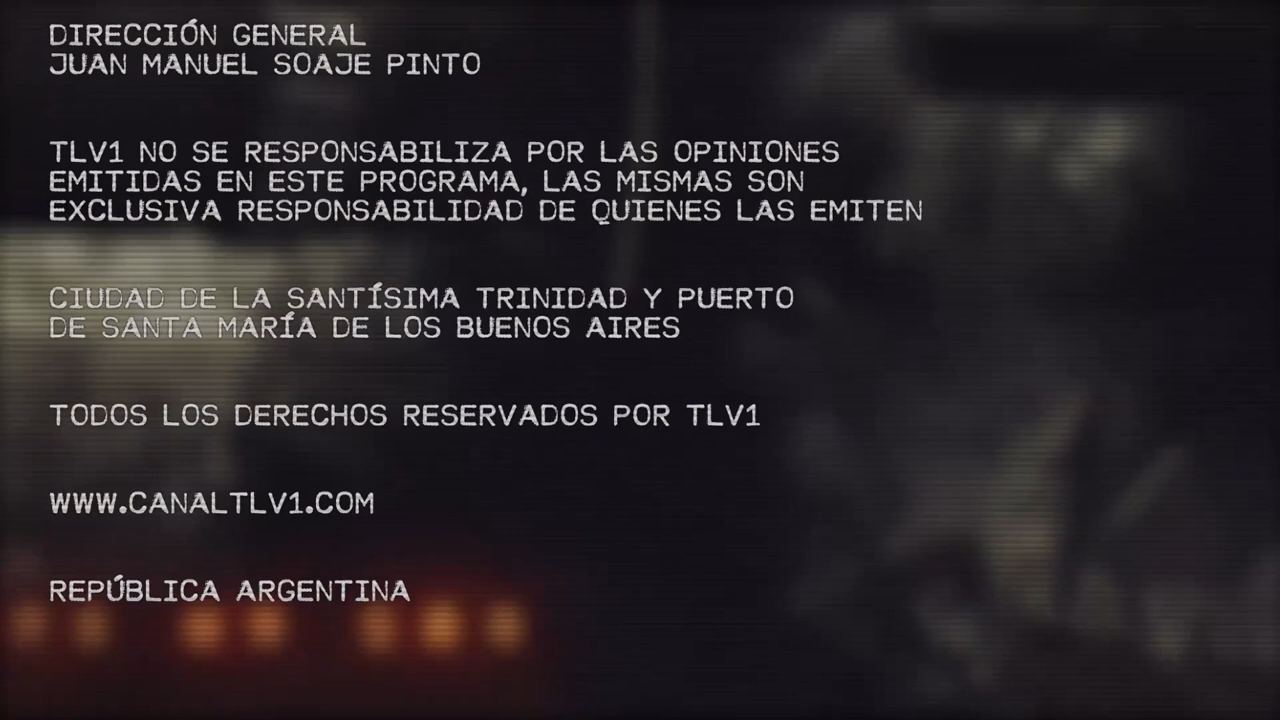 DIRECCIÓN GENERAL
JUAN MANUEL SOAJE PINTO
TLV1 NO SE RESPONSABILIZA POR LAS OPINIONES
EMITIDAS EN ESTE PROGRAMA, LAS MISMAS SON
EXCLUSIVA RESPONSABILIDAD DE QUIENES LAS EMITEN
CIUDAD DE LA SANTÍSIMA TRINIDAD Y PUERTO
DE SANTA MARÍA DE LOS BUENOS AIRES
TODOS LOS DERECHOS RESERVADOS POR TLV1
WWW.CANALTLV1.COM
REPÚBLICA ARGENTINA